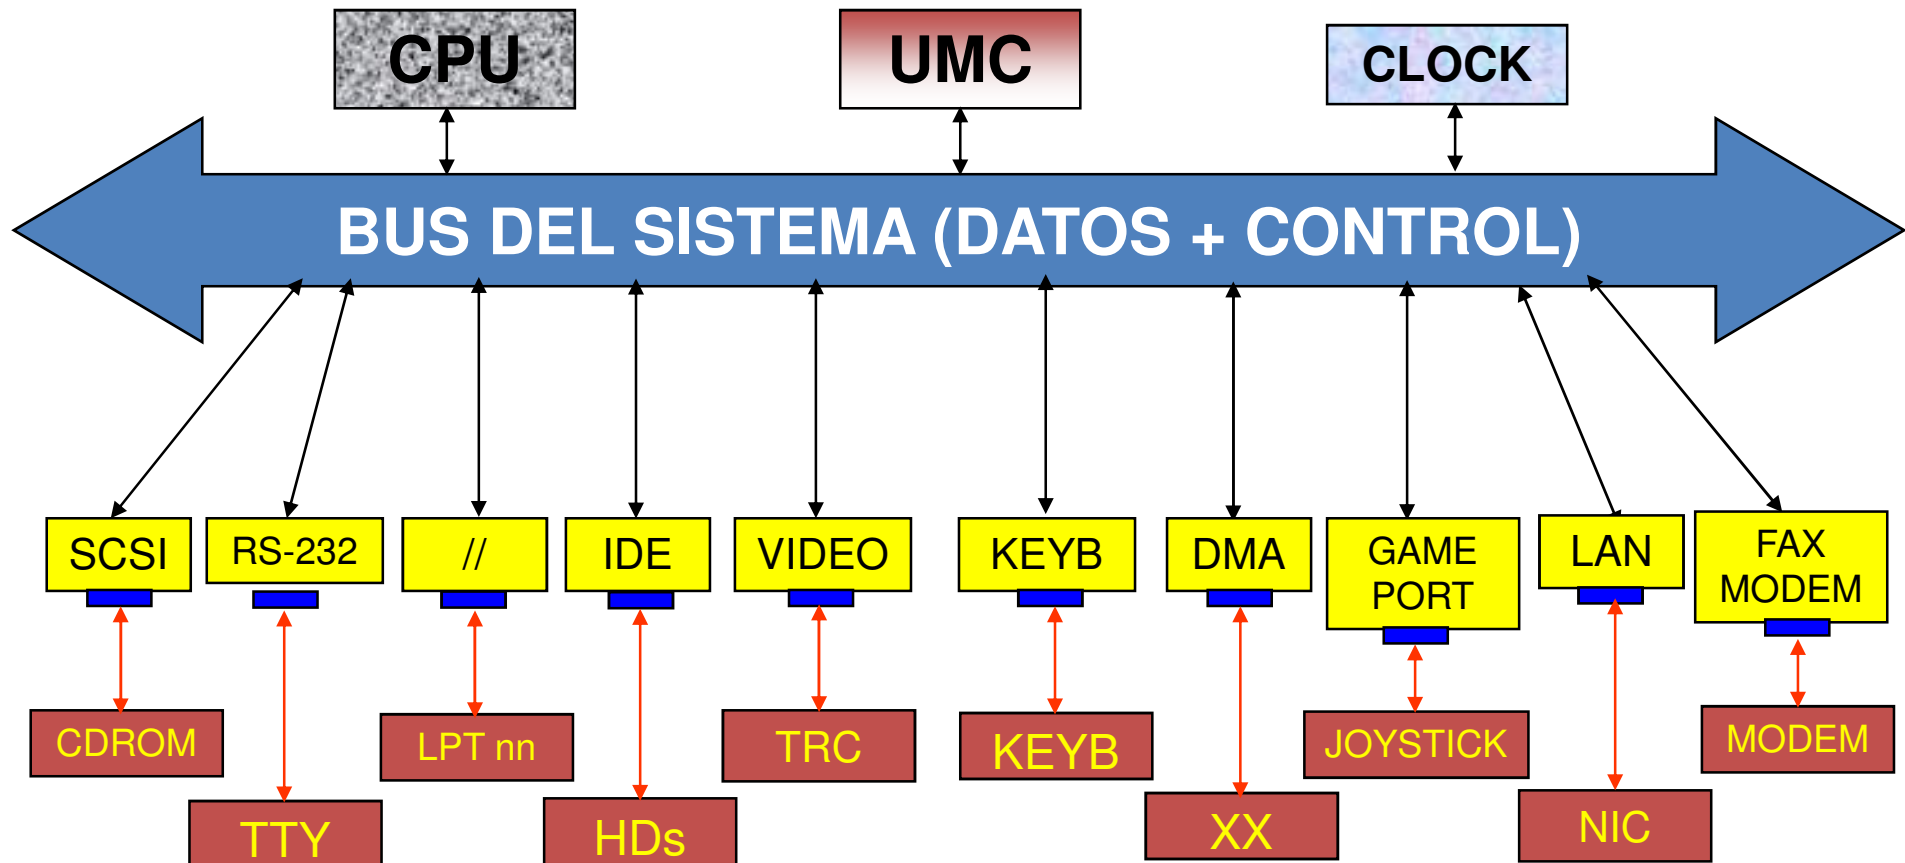 CPU
UMC
CLOCK
BUS DEL SISTEMA (DATOS + CONTROL)
SCSI
RS-232
//
IDE
VIDEO
KEYB
DMA
GAME
PORT
LAN
FAX
MODEM
CDROM
TTY
LPT nn
HDs
TRC
KEYB
XX
JOYSTICK
NIC
MODEM